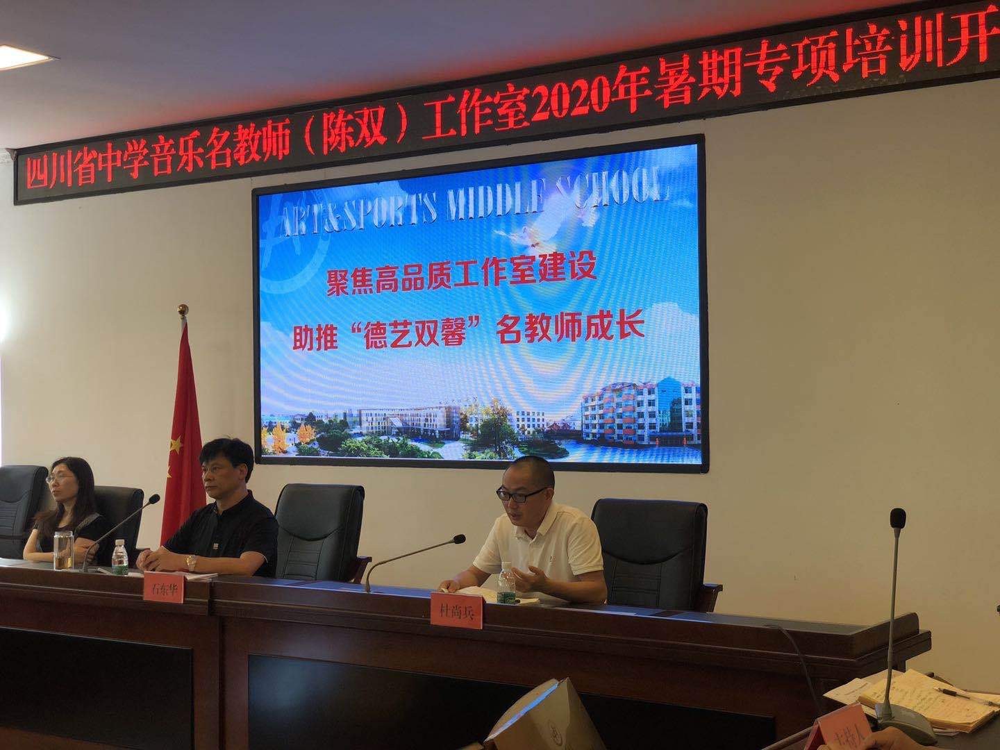 四川省中学音乐名教师（陈双）工作室2020年暑期专项培训开
ART&SPORTS MIDDLE SCHOOL
聚焦高品质工作室建设
助推“德艺双馨”名教师成长
石东华
杜尚兵
主持人